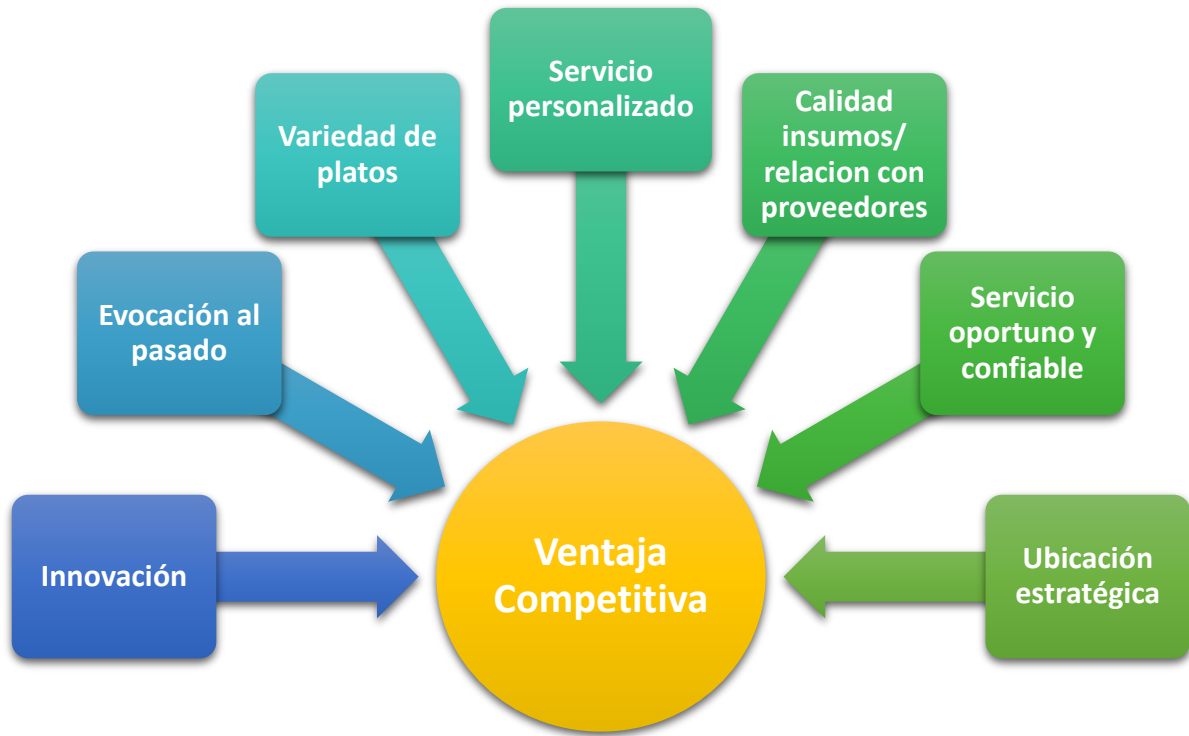 Servicio
personalizado
Variedad de
platos
Calidad
insumos/
relacion con
proveedores
Evocación al
pasado
Servicio
oportuno y
confiable
Innovación
Ventaja
Competitiva
Ubicación
estratégica